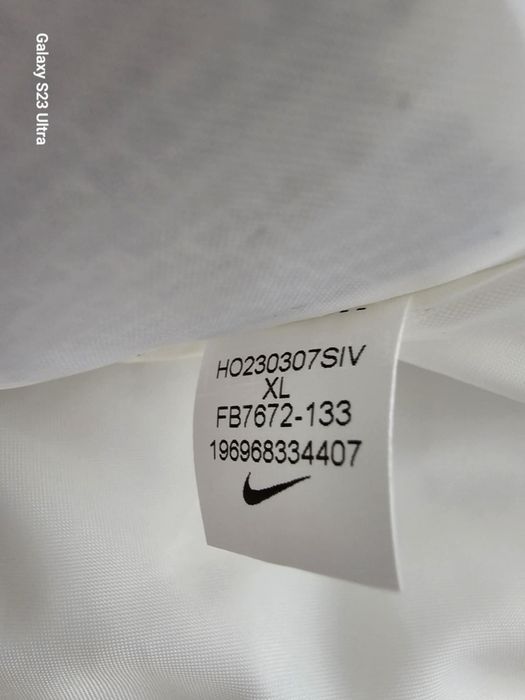 Galaxy S23 Ultra
HO230307SIV
XL
FB7672-133
196968334407